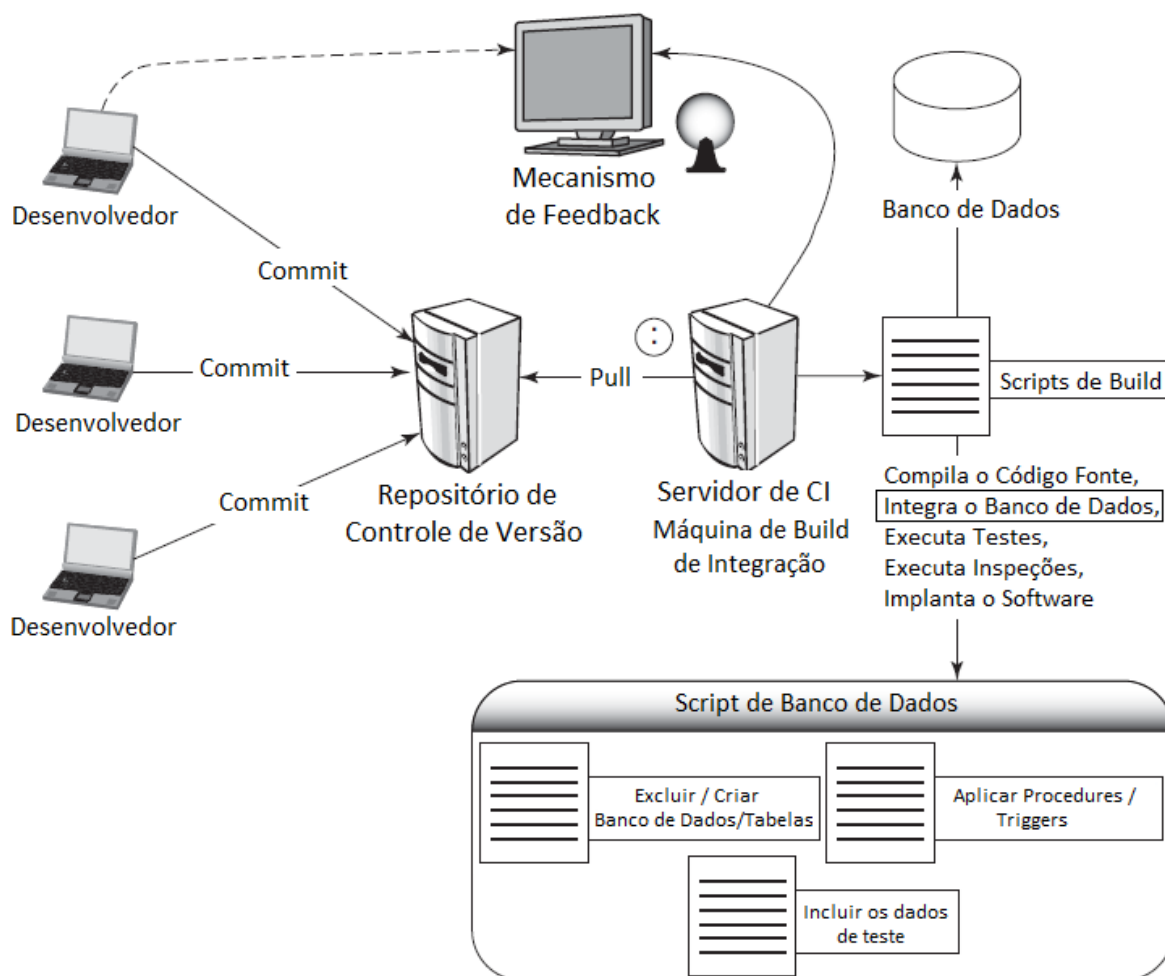 Desenvolvedor
Mecanismo
de Feedback
Banco de Dados
Commit
Desenvolvedor
Commit
Pull
:
Scripts de Build
Commit
Repositório de
Controle de Versão
Servidor de CI
Máquina de Build
de Integração
Compila o Código Fonte,
Integra o Banco de Dados,
Executa Testes,
Executa Inspeções,
Implanta o Software
Desenvolvedor
Script de Banco de Dados
Excluir / Criar
Banco de Dados/Tabelas
Aplicar Procedures /
Triggers
Incluir os dados
de teste